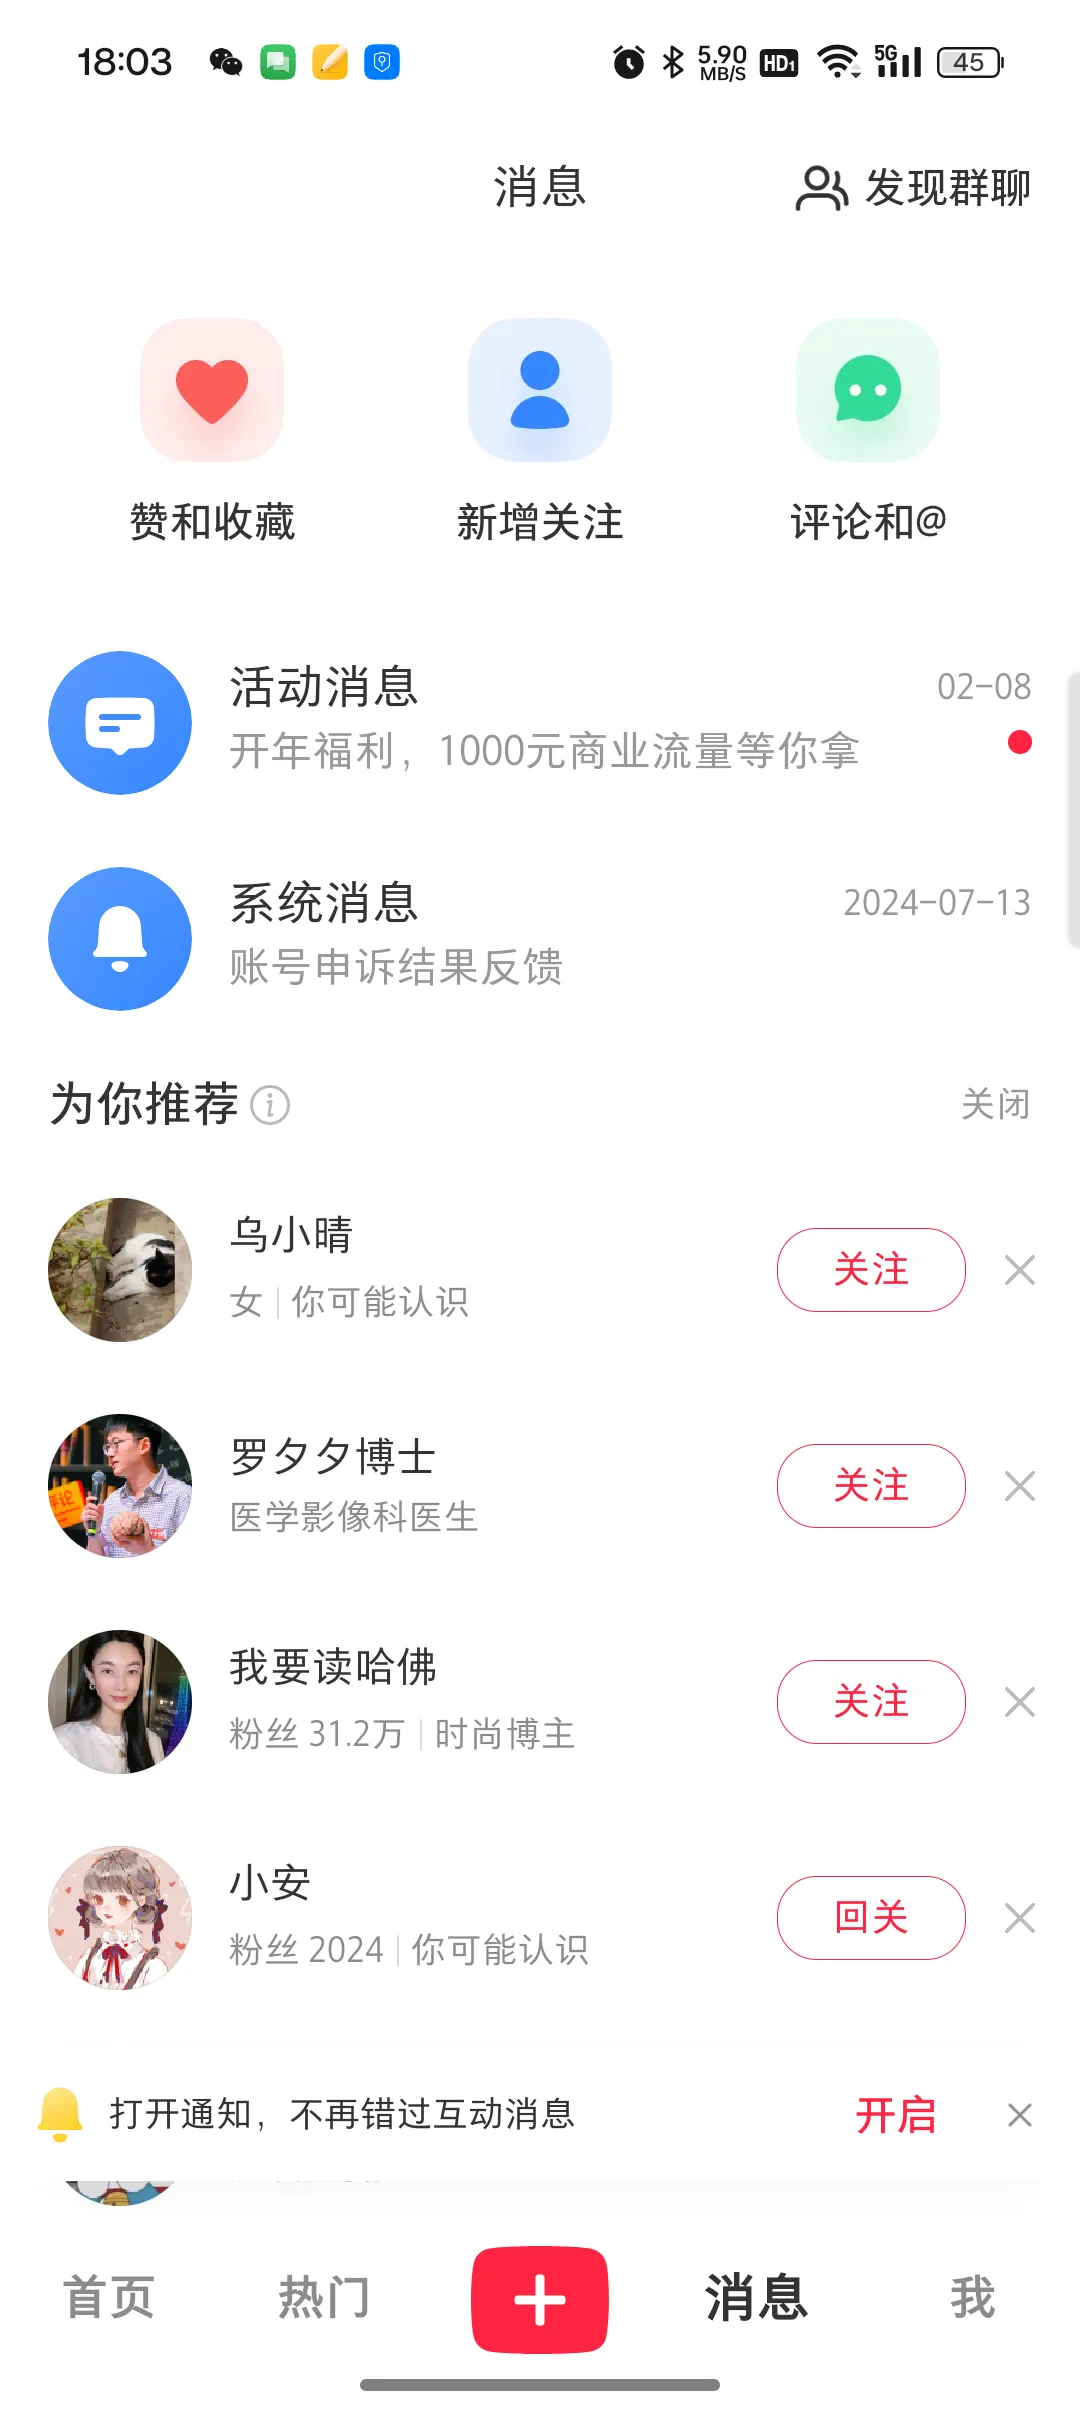 18:03
5.90 MB/S HD1 5G 45
消息
发现群聊
赞和收藏
新增关注
评论和@
活动消息
02-08
开年福利，1000元商业流量等你拿
系统消息
2024-07-13
账号申诉结果反馈
为你推荐
关闭
乌小晴
女 | 你可能认识
关注
罗夕夕博士
医学影像科医生
关注
我要读哈佛
粉丝 31.2万 | 时尚博主
关注
小安
粉丝 2024 | 你可能认识
回关
打开通知，不再错过互动消息
开启
首页
热门
消息
我